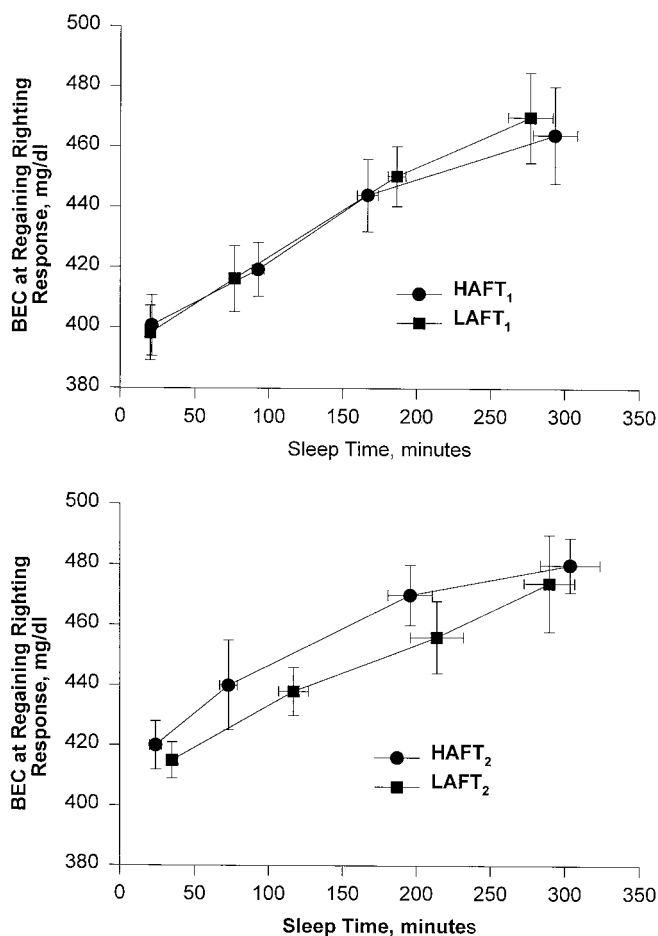 BEC at Regaining Righting
Response, mg/dl
500
480
460
440
420
400
380
HAFT₁
LAFT₁
0 50 100 150 200 250 300 350
Sleep Time, minutes
BEC at Regaining Righting
Response, mg/dl
500
480
460
440
420
400
380
HAFT₂
LAFT₂
0 50 100 150 200 250 300 350
Sleep Time, minutes